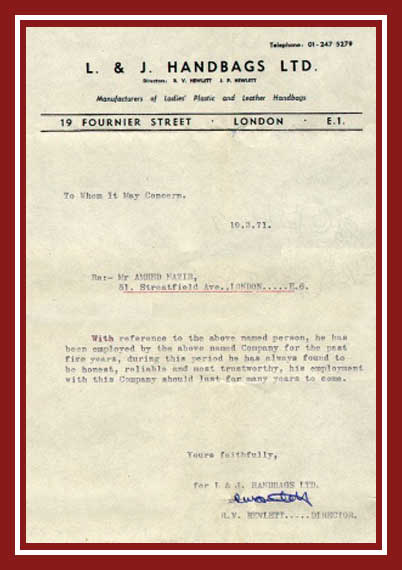 Telephone: 01-247 5279
L. & J. HANDBAGS LTD.
Directors: R. V. HEWLETT J. P. HEWLETT
Manufacturers of Ladies' Plastic and Leather Handbags
19 FOURNIER STREET · LONDON · E.1.
To Whom It May Concern.
19.3.71.
Re:- Mr AMHED NAZIR,
51. Streatfield Ave.,LONDON.....E.6.
With reference to the above named person, he has
been employed by the above named Company for the past
five years, during this period he has always found to
be honest, reliable and most trustworthy, his employment
with this Company should last for many years to come.
Yours faithfully,
for L & J. HANDBAGS LTD.
R.V. HEWLETT.....DIRECTOR.